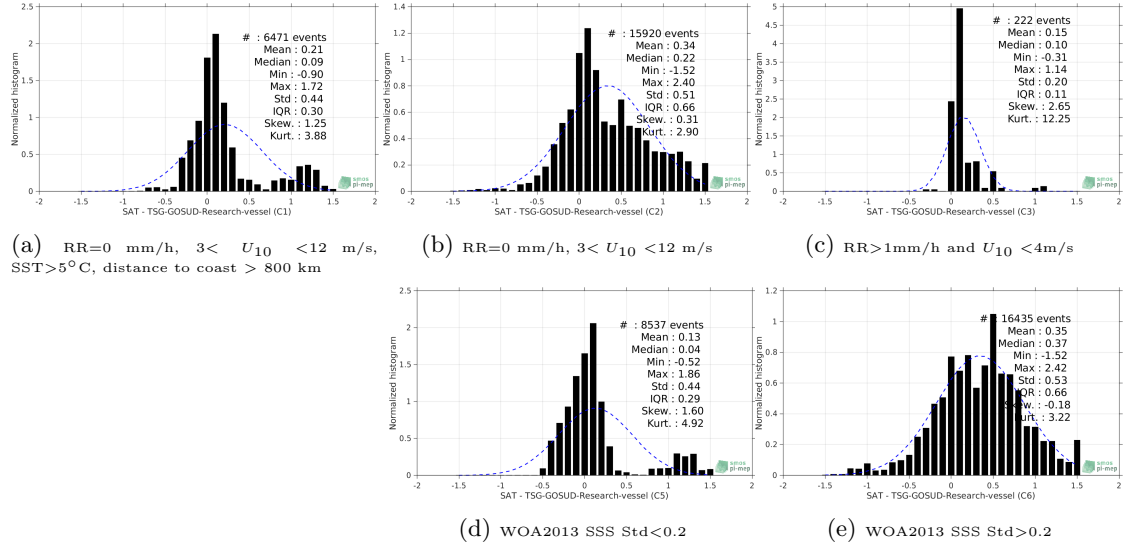 2.5
2
1.5
1
0.5
0
-2 -1.5 -1 -0.5 0 0.5 1 1.5 2
Normalized histogram
SAT - TSG-GOSUD-Research-vessel (C1)
# : 6471 events
Mean : 0.21
Median : 0.09
Min : -0.90
Max : 1.72
Std : 0.44
IQR : 0.30
Skew. : 1.25
Kurt. : 3.88
smos
pi-mep
(a) RR=0 mm/h, 3< U10 <12 m/s,
SST>5°C, distance to coast > 800 km
1.4
1.2
1
0.8
0.6
0.4
0.2
0
-2 -1.5 -1 -0.5 0 0.5 1 1.5 2
Normalized histogram
SAT - TSG-GOSUD-Research-vessel (C2)
# : 15920 events
Mean : 0.34
Median : 0.22
Min : -1.52
Max : 2.40
Std : 0.51
IQR : 0.66
Skew. : 0.31
Kurt. : 2.90
smos
pi-mep
(b) RR=0 mm/h, 3< U10 <12 m/s
5
4.5
4
3.5
3
2.5
2
1.5
1
0.5
0
-2 -1.5 -1 -0.5 0 0.5 1 1.5 2
Normalized histogram
SAT - TSG-GOSUD-Research-vessel (C3)
# : 222 events
Mean : 0.15
Median : 0.10
Min : -0.31
Max : 1.14
Std : 0.20
IQR : 0.11
Skew. : 2.65
Kurt. : 12.25
smos
pi-mep
(c) RR>1mm/h and U10 <4m/s
2.5
2
1.5
1
0.5
0
-2 -1.5 -1 -0.5 0 0.5 1 1.5 2
Normalized histogram
SAT - TSG-GOSUD-Research-vessel (C5)
# : 8537 events
Mean : 0.13
Median : 0.04
Min : -0.52
Max : 1.86
Std : 0.44
IQR : 0.29
Skew. : 1.60
Kurt. : 4.92
smos
pi-mep
(d) WOA2013 SSS Std<0.2
1.2
1
0.8
0.6
0.4
0.2
0
-2 -1.5 -1 -0.5 0 0.5 1 1.5 2
Normalized histogram
SAT - TSG-GOSUD-Research-vessel (C6)
# : 16435 events
Mean : 0.35
Median : 0.37
Min : -1.52
Max : 2.42
Std : 0.53
IQR : 0.66
Skew. : -0.18
Kurt. : 3.22
smos
pi-mep
(e) WOA2013 SSS Std>0.2